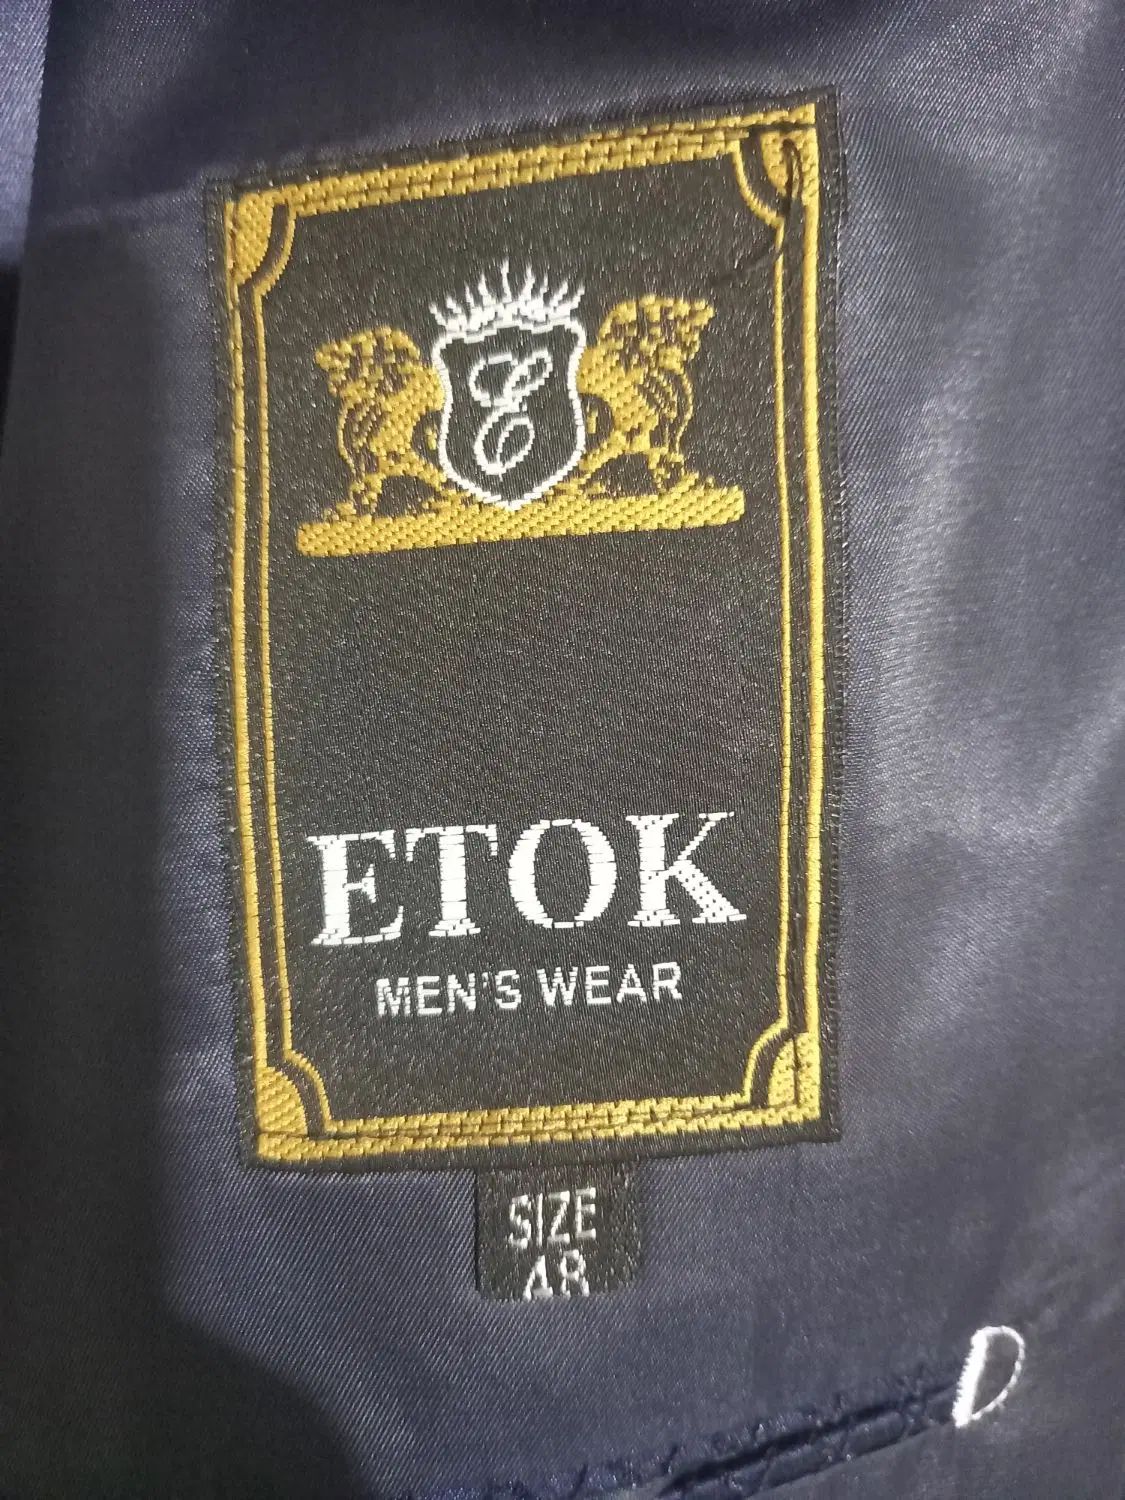 E
ETOK
MEN'S WEAR
SIZE
48
D